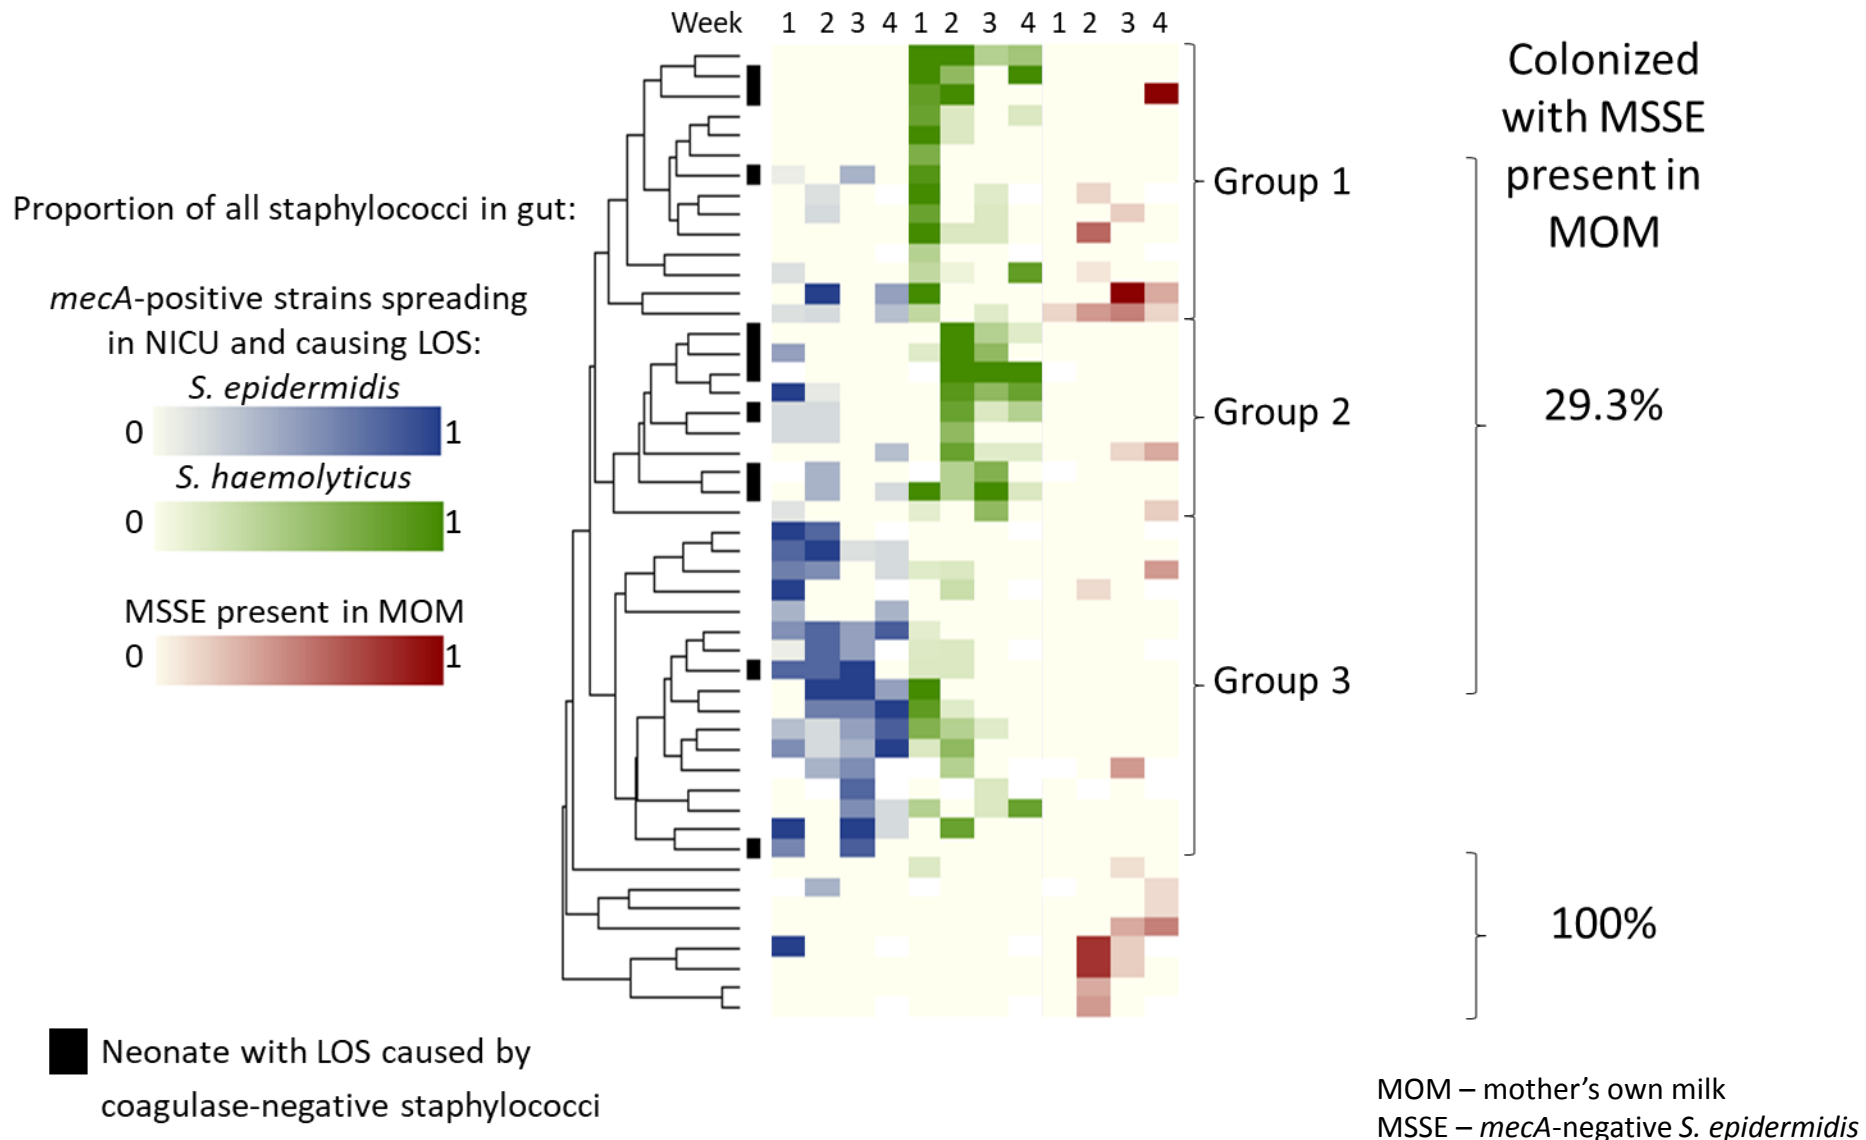 Week 1 2 3 4 1 2 3 4 1 2 3 4
Colonized
with MSSE
present in
MOM
Group 1
Proportion of all staphylococci in gut:
mecA-positive strains spreading
in NICU and causing LOS:
S. epidermidis
0 1
Group 2
29.3%
S. haemolyticus
0 1
MSSE present in MOM
0 1
Group 3
100%
Neonate with LOS caused by
coagulase-negative staphylococci
MOM – mother’s own milk
MSSE – mecA-negative S. epidermidis